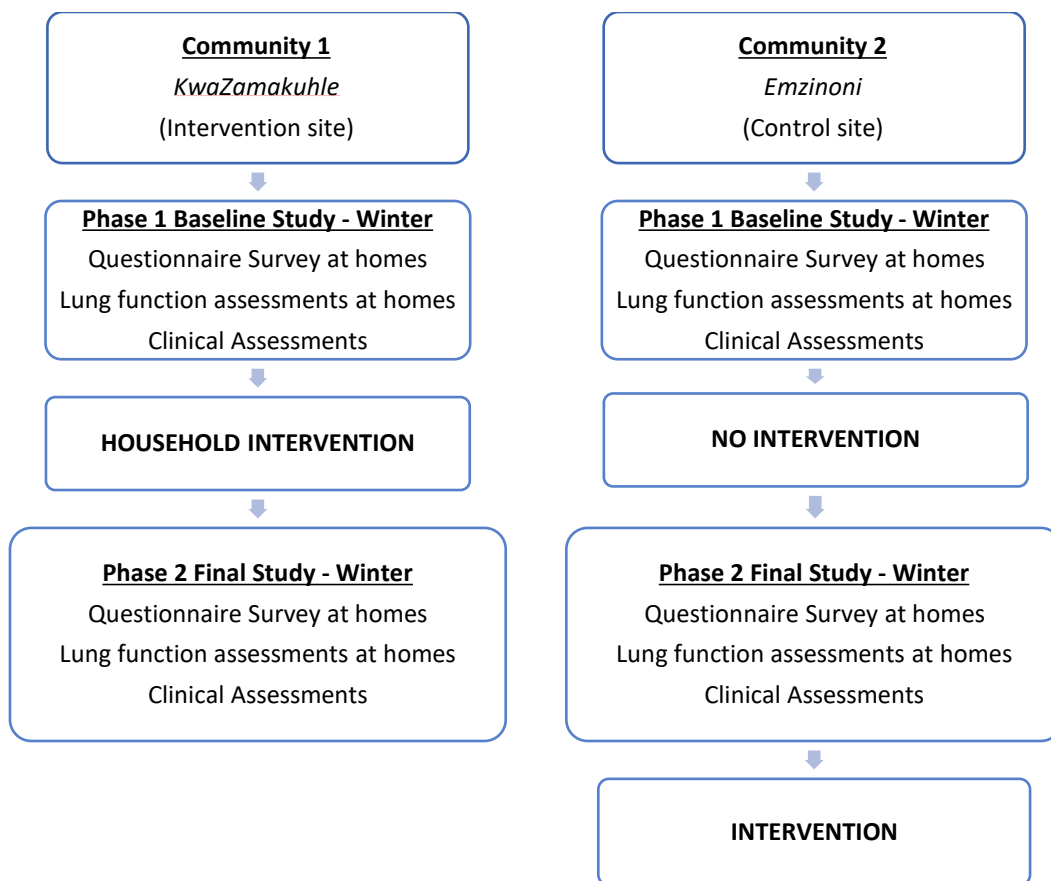 Community 1
KwaZamakuhle
(Intervention site)
Phase 1 Baseline Study - Winter
Questionnaire Survey at homes
Lung function assessments at homes
Clinical Assessments
HOUSEHOLD INTERVENTION
Phase 2 Final Study - Winter
Questionnaire Survey at homes
Lung function assessments at homes
Clinical Assessments
Community 2
Emzinoni
(Control site)
Phase 1 Baseline Study - Winter
Questionnaire Survey at homes
Lung function assessments at homes
Clinical Assessments
NO INTERVENTION
Phase 2 Final Study - Winter
Questionnaire Survey at homes
Lung function assessments at homes
Clinical Assessments
INTERVENTION